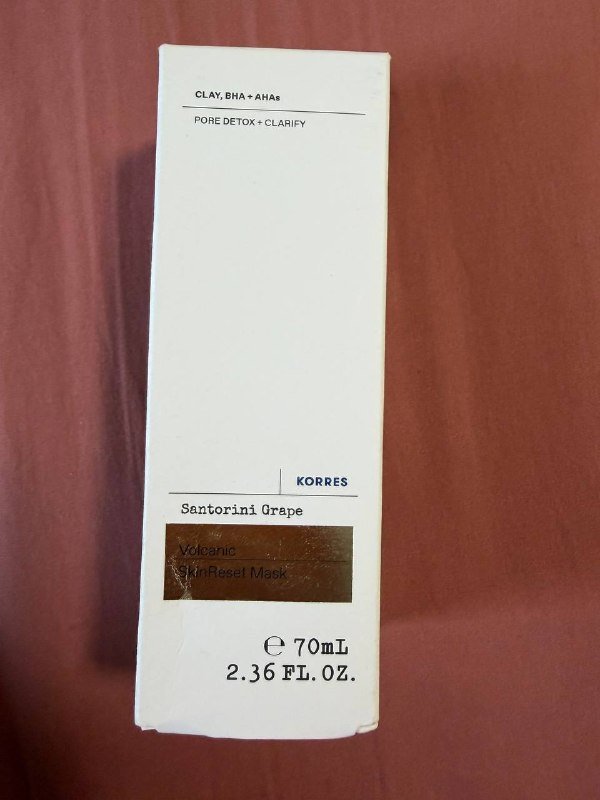 CLAY, BHA + AHAs
PORE DETOX + CLARIFY
KORRES
Santorini Grape
Volcanic
SkinReset Mask
℮ 70mL
2.36 FL. OZ.